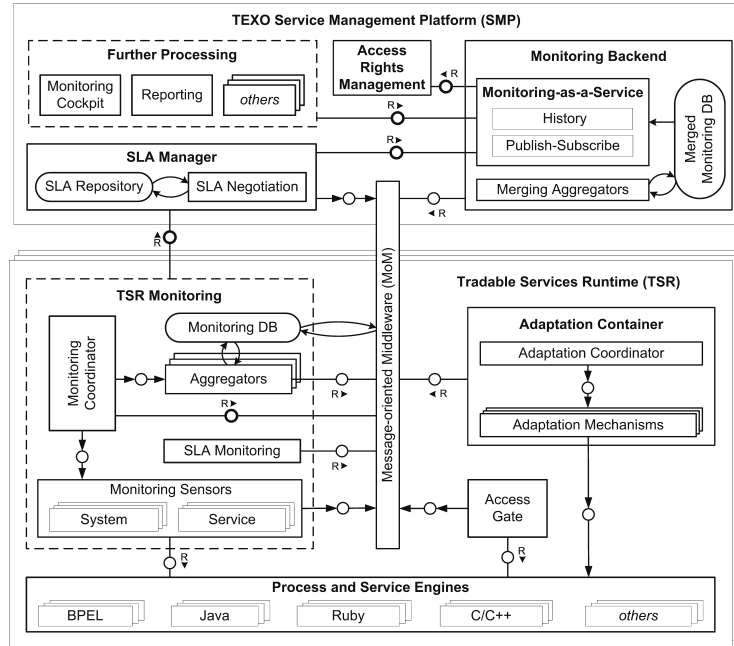 TEXO Service Management Platform (SMP)
Further Processing
Monitoring
Cockpit
Reporting
others
Access
Rights
Management
R
Monitoring Backend
Monitoring-as-a-Service
History
Publish-Subscribe
Merged
Monitoring DB
R
R
SLA Manager
SLA Repository
SLA Negotiation
Merging Aggregators
R
R
Message-oriented Middleware (MoM)
Tradable Services Runtime (TSR)
TSR Monitoring
Monitoring DB
Monitoring
Coordinator
Aggregators
R
R
R
Adaptation Container
Adaptation Coordinator
Adaptation Mechanisms
SLA Monitoring
R
Monitoring Sensors
System
Service
Access
Gate
R
R
Process and Service Engines
BPEL
Java
Ruby
C/C++
others